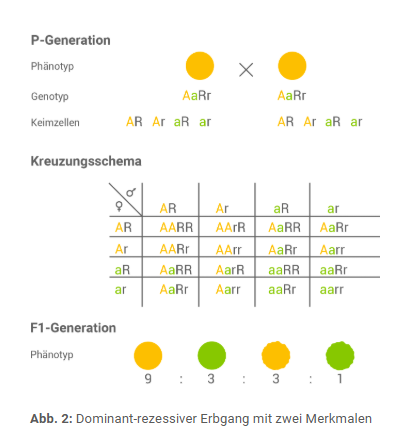 P-Generation
Phänotyp
Genotyp AaRr AaRr
Keimzellen AR Ar aR ar AR Ar aR ar
Kreuzungsschema
♂
♀ AR Ar aR ar
AR AARR AArR AaRR AaRr
Ar AARr AArr AaRr Aarr
aR AaRR AarR aaRR aaRr
ar AaRr Aarr aaRr aarr
F1-Generation
Phänotyp
9 : 3 : 3 : 1
Abb. 2: Dominant-rezessiver Erbgang mit zwei Merkmalen